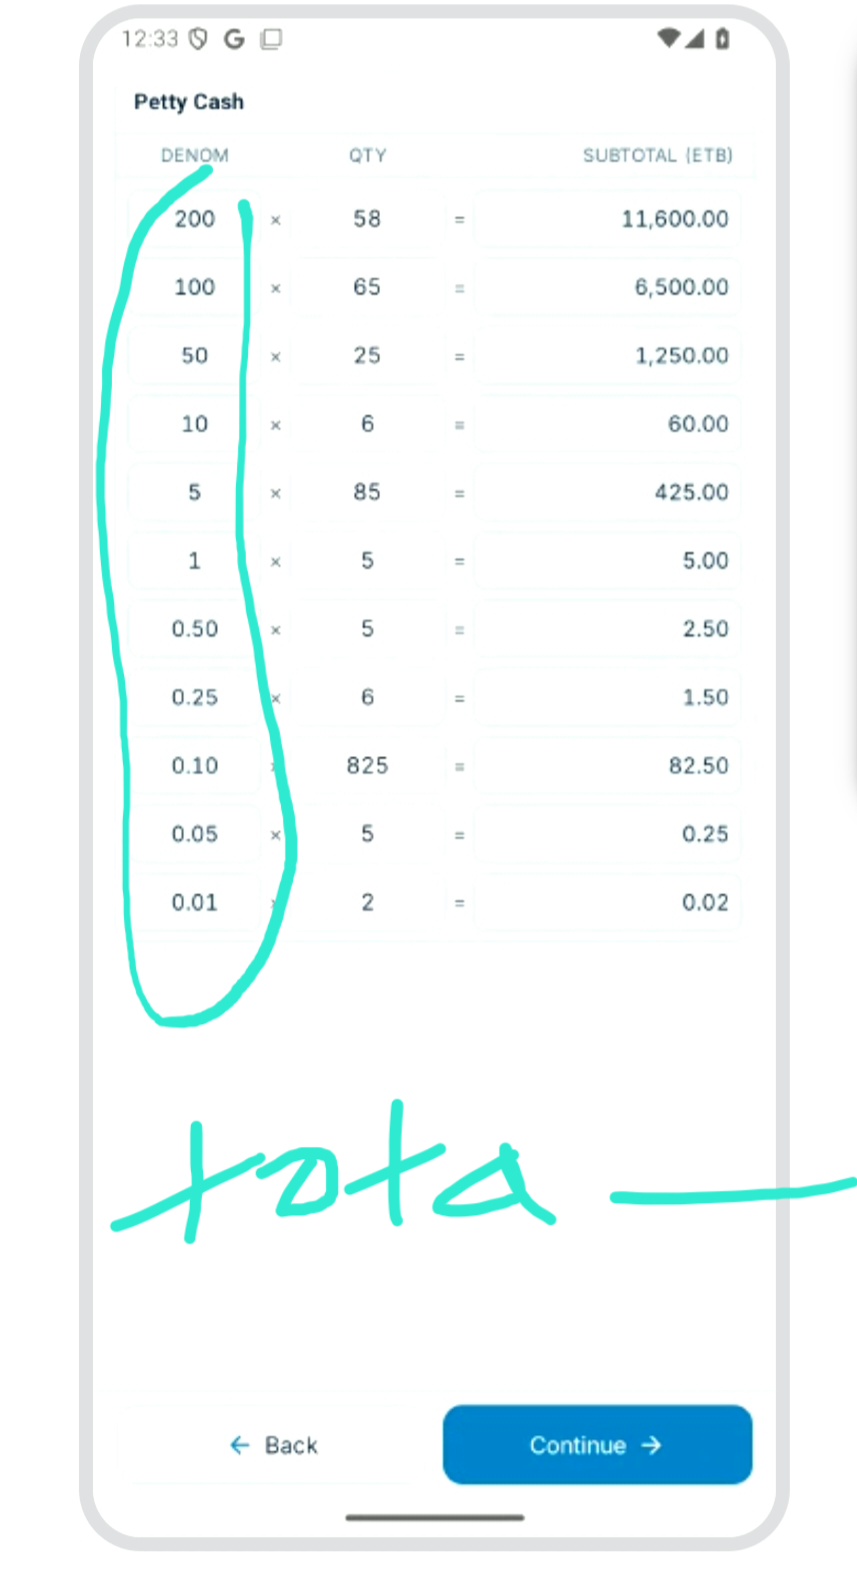 12:33
Petty Cash
DENOM QTY SUBTOTAL (ETB)
200 × 58 = 11,600.00
100 × 65 = 6,500.00
50 × 25 = 1,250.00
10 × 6 = 60.00
5 × 85 = 425.00
1 × 5 = 5.00
0.50 × 5 = 2.50
0.25 × 6 = 1.50
0.10 × 825 = 82.50
0.05 × 5 = 0.25
0.01 × 2 = 0.02
tota —
← Back Continue →